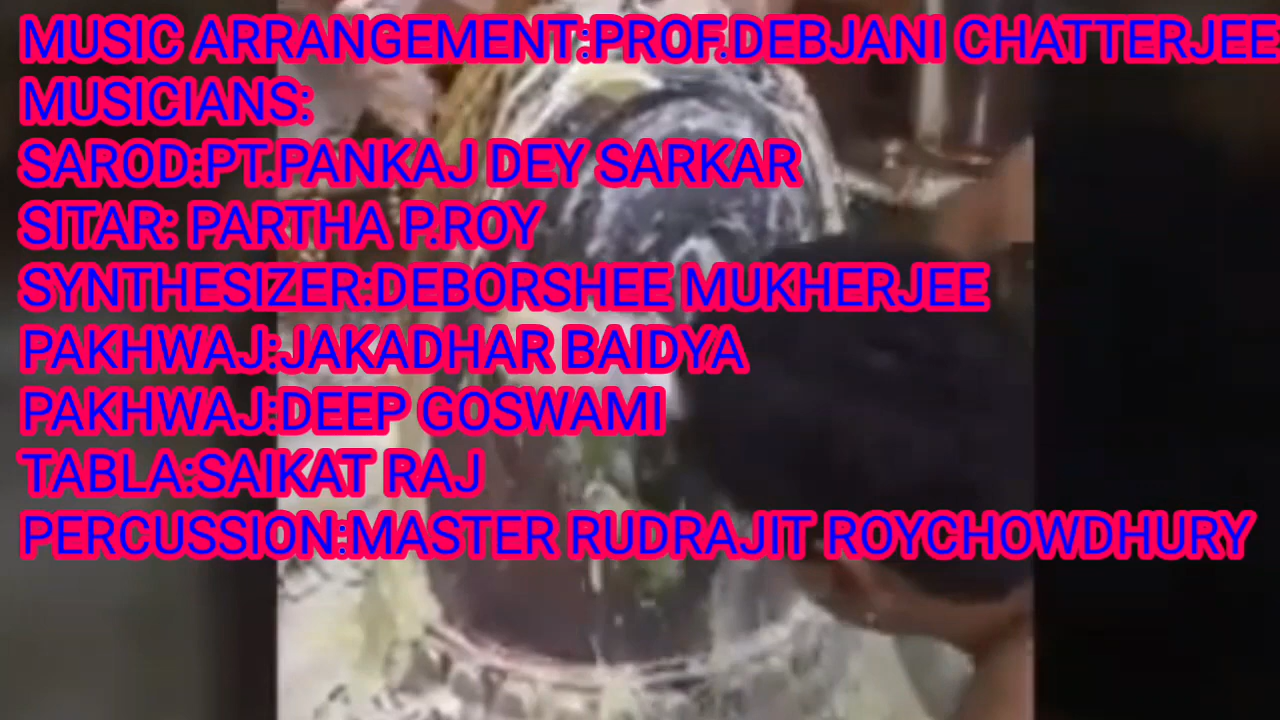 MUSIC ARRANGEMENT:PROF.DEBJANI CHATTERJEE
MUSICIANS:
SAROD:PT.PANKAJ DEY SARKAR
SITAR: PARTHA P.ROY
SYNTHESIZER:DEBORSHEE MUKHERJEE
PAKHWAJ:JAKADHAR BAIDYA
PAKHWAJ:DEEP GOSWAMI
TABLA:SAIKAT RAJ
PERCUSSION:MASTER RUDRAJIT ROYCHOWDHURY